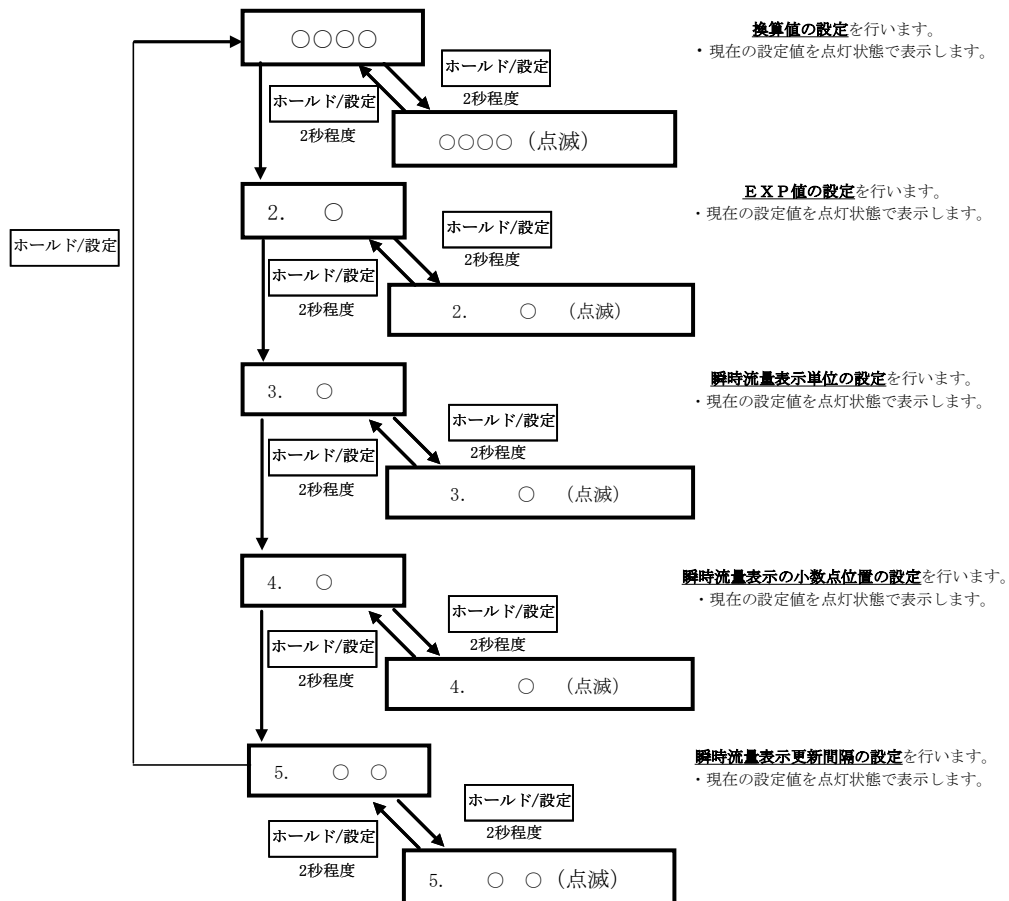 ○○○○
換算値の設定を行います。
・現在の設定値を点灯状態で表示します。
ホールド/設定
2秒程度
ホールド/設定
2秒程度
○○○○（点滅）
2. ○
EXP値の設定を行います。
・現在の設定値を点灯状態で表示します。
ホールド/設定
ホールド/設定
2秒程度
ホールド/設定
2秒程度
2. ○ （点滅）
3. ○
瞬時流量表示単位の設定を行います。
・現在の設定値を点灯状態で表示します。
ホールド/設定
2秒程度
ホールド/設定
2秒程度
3. ○ （点滅）
4. ○
瞬時流量表示の小数点位置の設定を行います。
・現在の設定値を点灯状態で表示します。
ホールド/設定
2秒程度
ホールド/設定
2秒程度
4. ○ （点滅）
5. ○ ○
瞬時流量表示更新間隔の設定を行います。
・現在の設定値を点灯状態で表示します。
ホールド/設定
2秒程度
ホールド/設定
2秒程度
5. ○ ○（点滅）